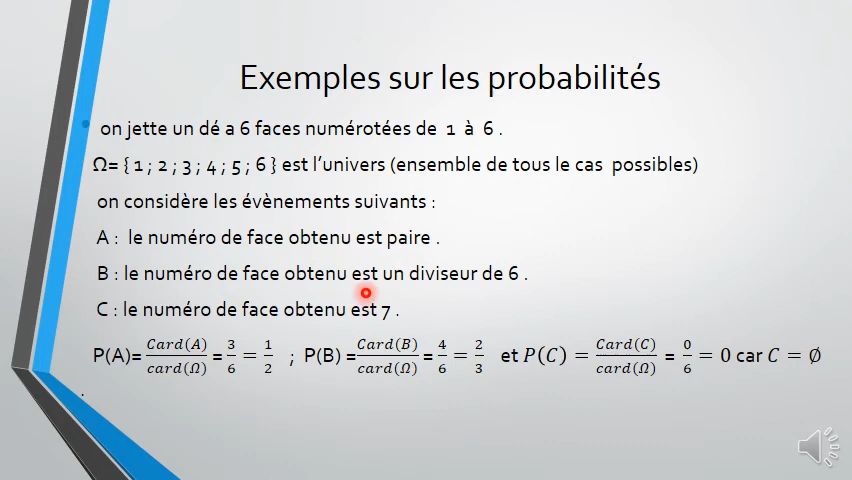 Exemples sur les probabilités
• on jette un dé a 6 faces numérotées de 1 à 6 .
Ω= { 1 ; 2 ; 3 ; 4 ; 5 ; 6 } est l’univers (ensemble de tous le cas possibles)
on considère les évènements suivants :
A : le numéro de face obtenu est paire .
B : le numéro de face obtenu est un diviseur de 6 .
C : le numéro de face obtenu est 7 .
P(A)= Card(A)/card(Ω) = 3/6 = 1/2 ; P(B) = Card(B)/card(Ω) = 4/6 = 2/3 et P(C) = Card(C)/card(Ω) = 0/6 = 0 car C = ∅
.